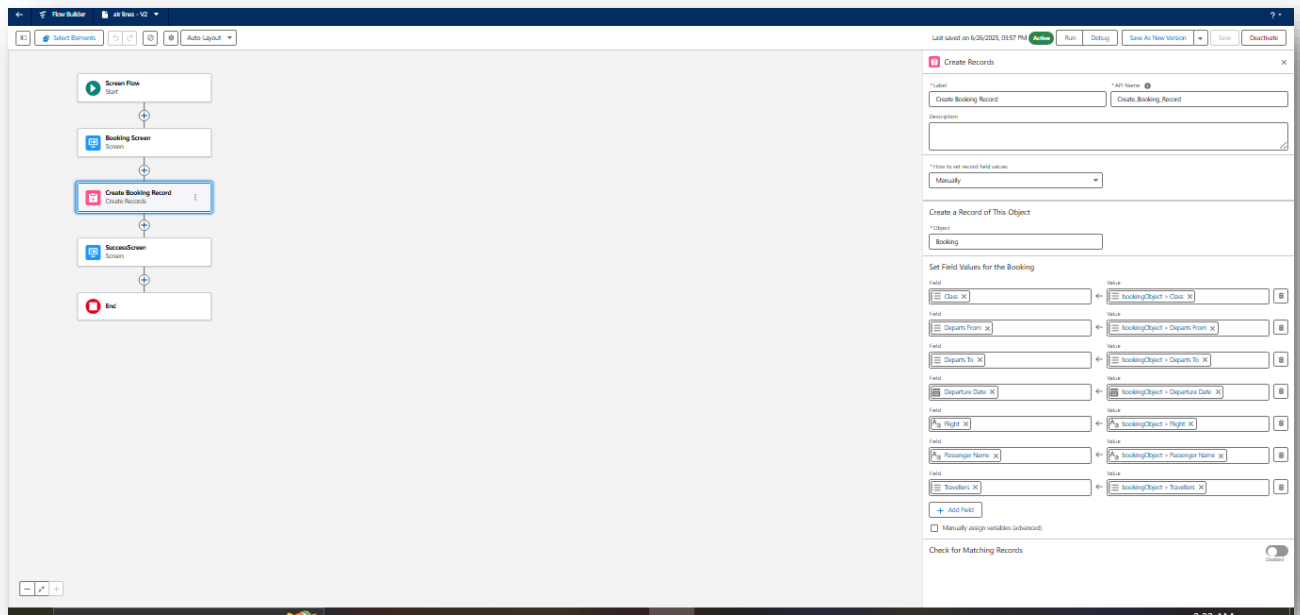 Flow Builder
air lines - V2
?
Select Elements
Auto-Layout
Last saved on 6/26/2025, 03:57 PM
Active
Run
Debug
Save As New Version
Save
Deactivate
Screen Flow
Start
Booking Screen
Screen
Create Booking Record
Create Records
SuccessScreen
Screen
End
Create Records
*Label
Create Booking Record
*API Name
Create_Booking_Record
Description
*How to set record field values
Manually
Create a Record of This Object
*Object
Booking
Set Field Values for the Booking
Field
Value
Class
bookingObject > Class
Field
Value
Departs From
bookingObject > Departs From
Field
Value
Departs To
bookingObject > Departs To
Field
Value
Departure Date
bookingObject > Departure Date
Field
Value
Aa Flight
Aa bookingObject > Flight
Field
Value
Aa Passenger Name
Aa bookingObject > Passenger Name
Field
Value
Travellers
bookingObject > Travellers
+ Add Field
Manually assign variables (advanced)
Check for Matching Records
Disabled